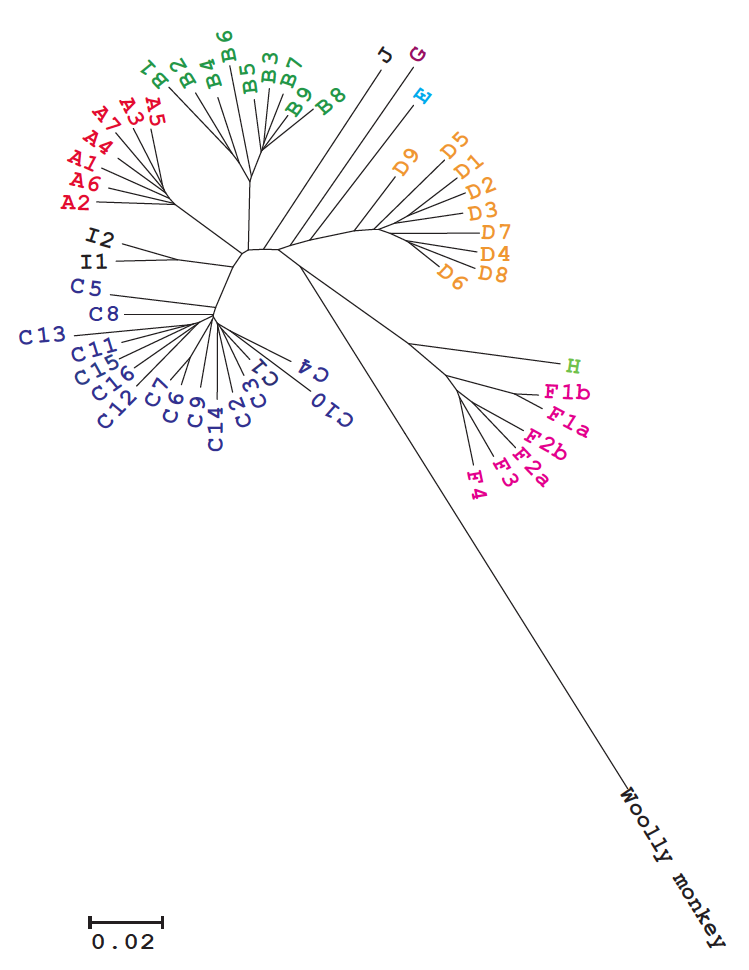 B6
B1
B2
B4
B5
B3
B7
B9
B8
J
G
E
A7
A3
A5
A4
A1
A6
A2
D9
D5
D1
D2
D3
D7
D4
D8
D6
I2
I1
C5
C8
C13
C11
C15
C16
C12
C7
C6
C9
C14
C2
C3
C1
C4
C10
H
F1b
F1a
F2b
F2a
F3
F4
Woolly monkey
0.02